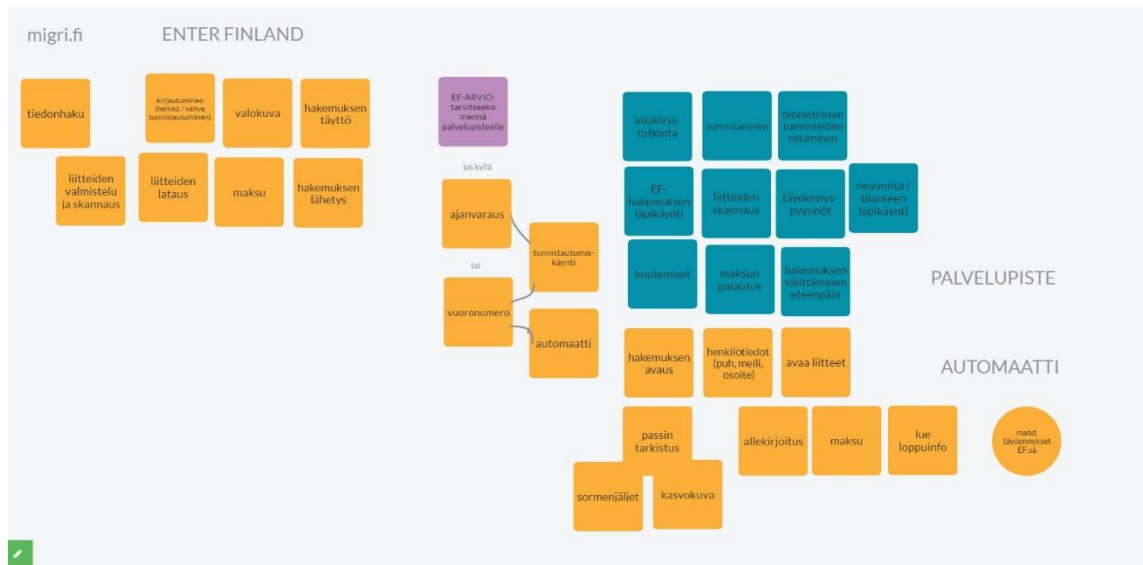 migri.fi
ENTER FINLAND
tiedonhaku
kirjautuminen
(heikko / vahva
tunnistautuminen)
valokuva
hakemuksen
täyttö
liitteiden
valmistelu
ja skannaus
liitteiden
lataus
maksu
hakemuksen
lähetys
EF-ARVIO:
tarvitseeko
mennä
palvelupisteelle
jos kyllä
ajanvaraus
tai
vuoronumero
tunnistautumis-
käynti
automaatti
asiakirja-
tutkinta
tunnistaminen
biometristen
tunnisteiden
ottaminen
EF-
hakemuksen
läpikäynti
liitteiden
skannaus
täydennys-
pyynnöt
neuvonta /
tilanteen
läpikäynti
kuulemiset
maksun
palautus
hakemuksen
välittäminen
eteenpäin
PALVELUPISTE
hakemuksen
avaus
henkilötiedot
(puh, meili,
osoite)
avaa liitteet
AUTOMAATTI
passin
tarkistus
sormenjäljet
kasvokuva
allekirjoitus
maksu
lue
loppuinfo
mahd.
täydennykset
EF:sä